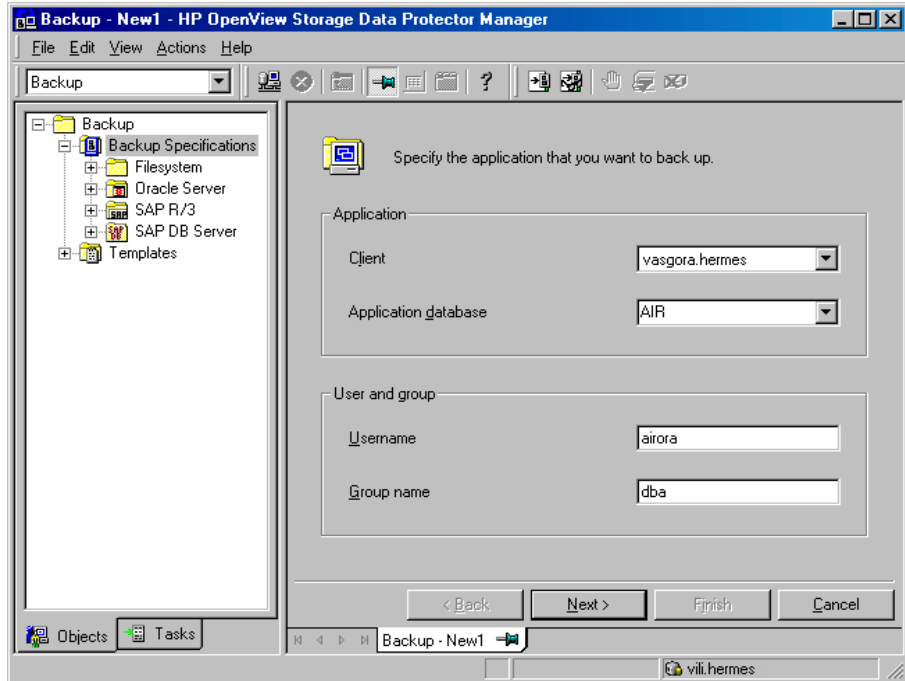 Backup - New1 - HP OpenView Storage Data Protector Manager
File Edit View Actions Help
Backup
Backup
Backup Specifications
Filesystem
Oracle Server
SAP R/3
SAP DB Server
Templates
Specify the application that you want to back up.
Application
Client
vasgora.hermes
Application database
AIR
User and group
Username
airora
Group name
dba
< Back
Next >
Finish
Cancel
Objects
Tasks
Backup - New1
vili.hermes